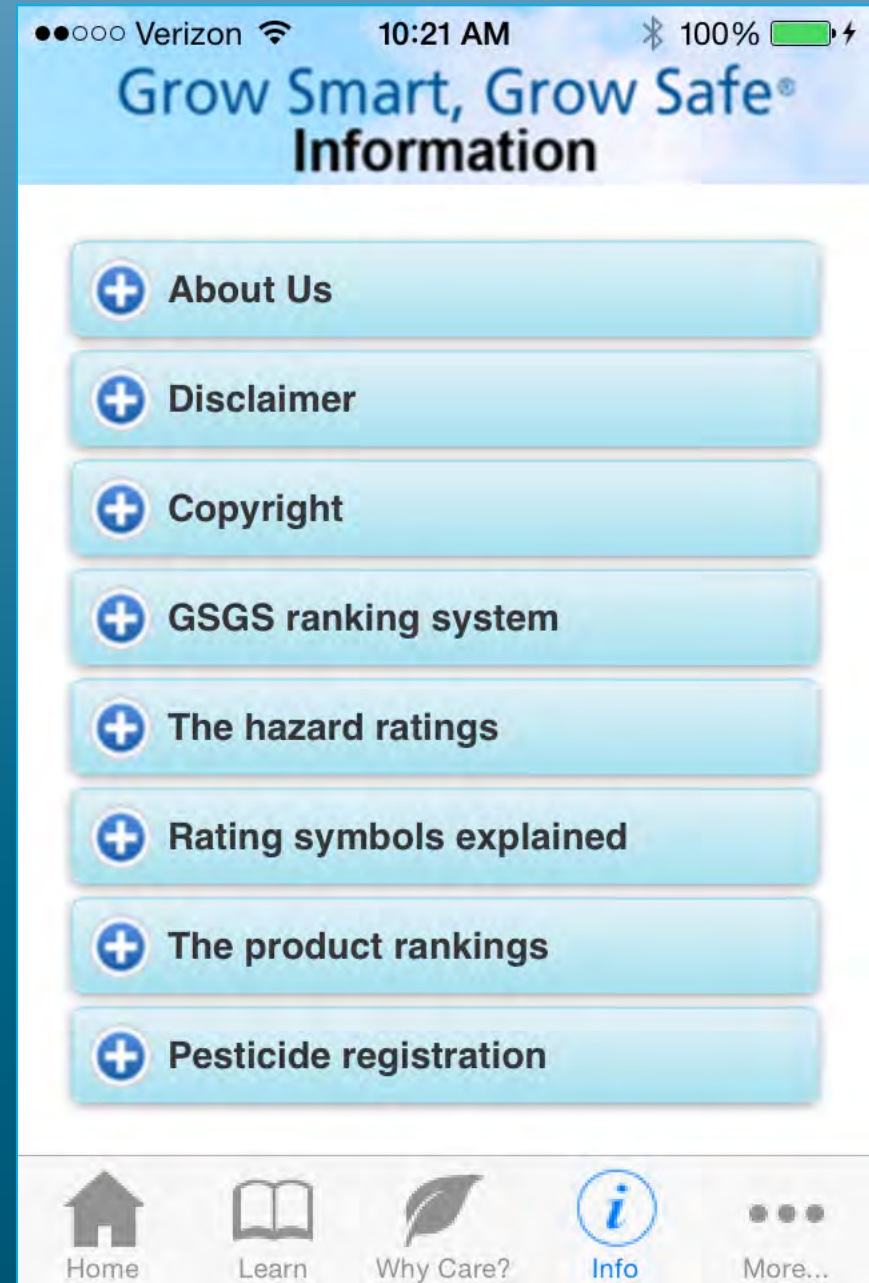 ●●○○○ Verizon 10:21 AM 100%
Grow Smart, Grow Safe®
Information
About Us
Disclaimer
Copyright
GSGS ranking system
The hazard ratings
Rating symbols explained
The product rankings
Pesticide registration
Home Learn Why Care? Info More...